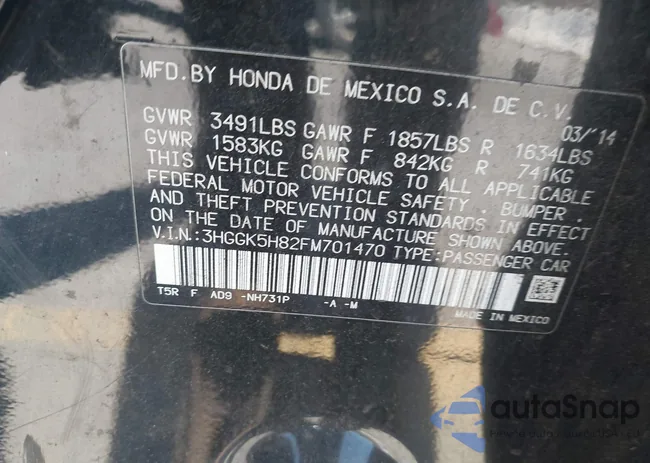 MFD.BY HONDA DE MEXICO S.A. DE C.V.
03/'14
GVWR 3491LBS GAWR F 1857LBS R 1634LBS
GVWR 1583KG GAWR F 842KG R 741KG
THIS VEHICLE CONFORMS TO ALL APPLICABLE
FEDERAL MOTOR VEHICLE SAFETY . BUMPER .
AND THEFT PREVENTION STANDARDS IN EFFECT
ON THE DATE OF MANUFACTURE SHOWN ABOVE.
V.I.N.:3HGGK5H82FM701470 TYPE:PASSENGER CAR
T5R F AD9 -NH731P -A -M
MADE IN MEXICO
autoSnap